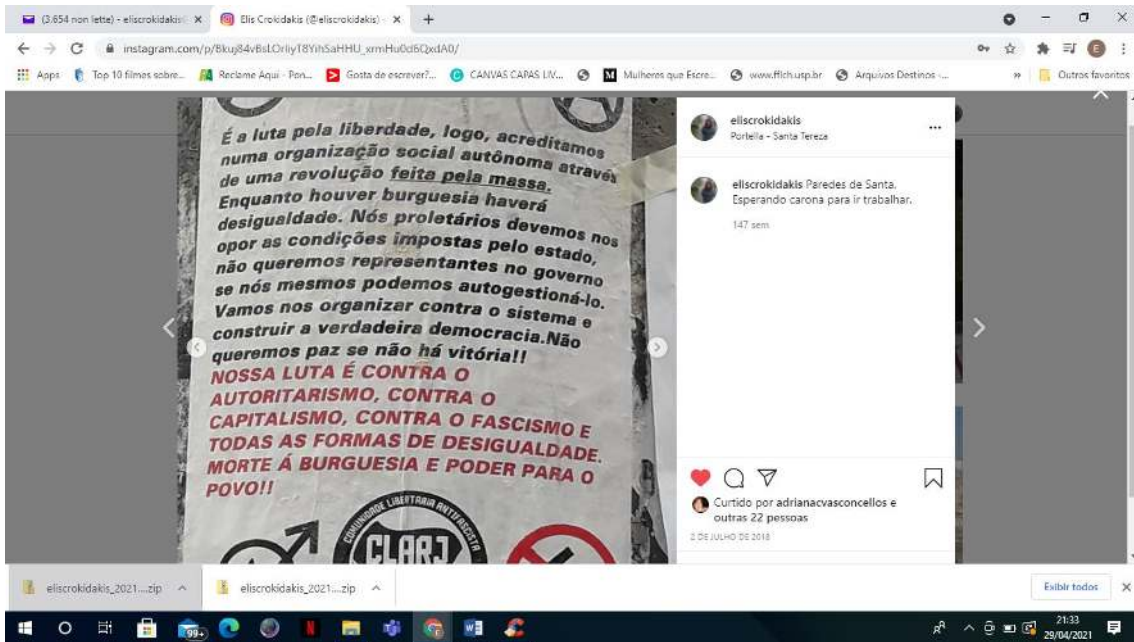 (3.654 non lette) - eliscrokidakis
Elis Crokidakis (@eliscrokidakis) -
instagram.com/p/
Apps
Top 10 filmes sobre...
Reclame Aqui - Pon...
Gosta de escrever?...
CANVAS CAPAS LIV...
Mulheres que Escre...
www.fflch.usp.br
Arquivos Destinos -...
Outros favoritos
É a luta pela liberdade, logo, acreditamos
numa organização social autônoma através
de uma revolução feita pela massa.
Enquanto houver burguesia haverá
desigualdade. Nós proletários devemos nos
opor as condições impostas pelo estado,
não queremos representantes no governo
se nós mesmos podemos autogestioná-lo.
Vamos nos organizar contra o sistema e
construir a verdadeira democracia.Não
queremos paz se não há vitória!!
NOSSA LUTA É CONTRA O
AUTORITARISMO, CONTRA O
CAPITALISMO, CONTRA O FASCISMO E
TODAS AS FORMAS DE DESIGUALDADE.
MORTE Á BURGUESIA E PODER PARA O
POVO!!
COMUNIDADE LIBERTARIA ANTIFASCISTA
CLARJ
eliscrokidakis
Portella - Santa Tereza
eliscrokidakis Paredes de Santa.
Esperando carona para ir trabalhar.
147 sem
Curtido por adrianacvasconcellos e
outras 22 pessoas
2 DE JULHO DE 2018
eliscrokidakis_2021....zip
eliscrokidakis_2021....zip
Exibir todos
99+
21:33
29/04/2021